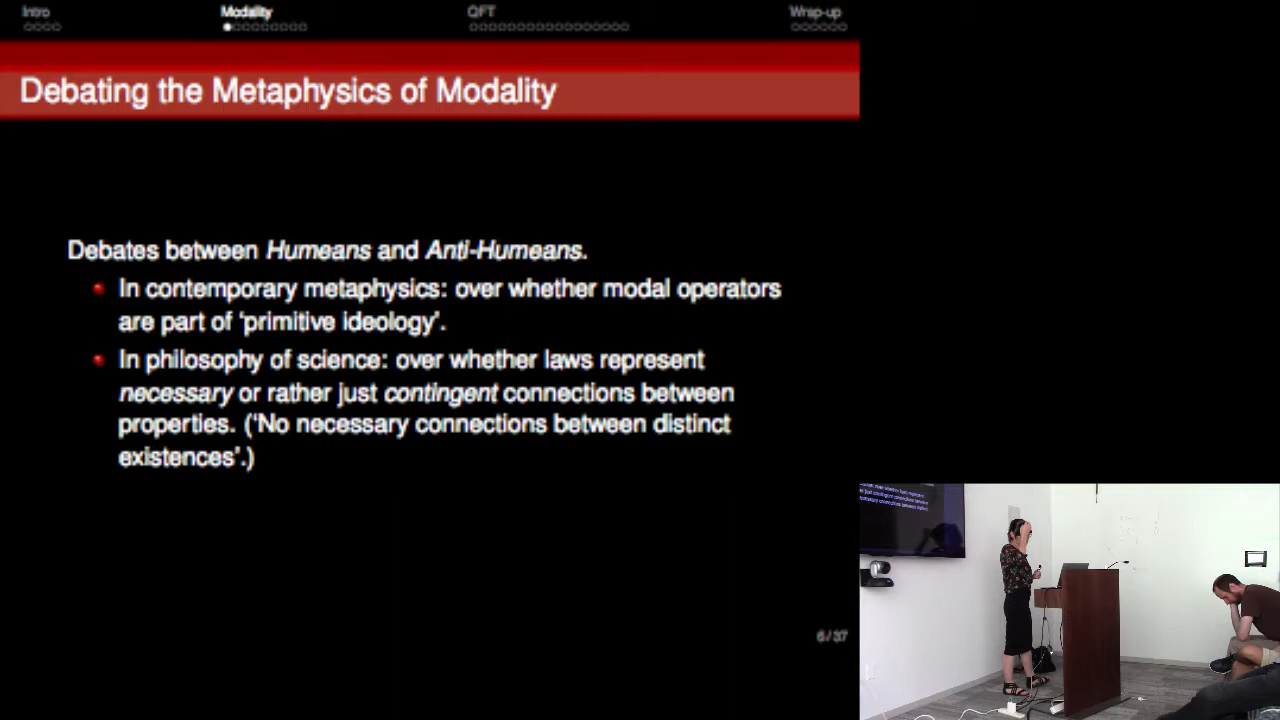 Intro
Modality
QFT
Wrap-up
Debating the Metaphysics of Modality
Debates between Humeans and Anti-Humeans.
In contemporary metaphysics: over whether modal operators
are part of ‘primitive ideology’.
In philosophy of science: over whether laws represent
necessary or rather just contingent connections between
properties. (‘No necessary connections between distinct
existences’.)
6 / 37